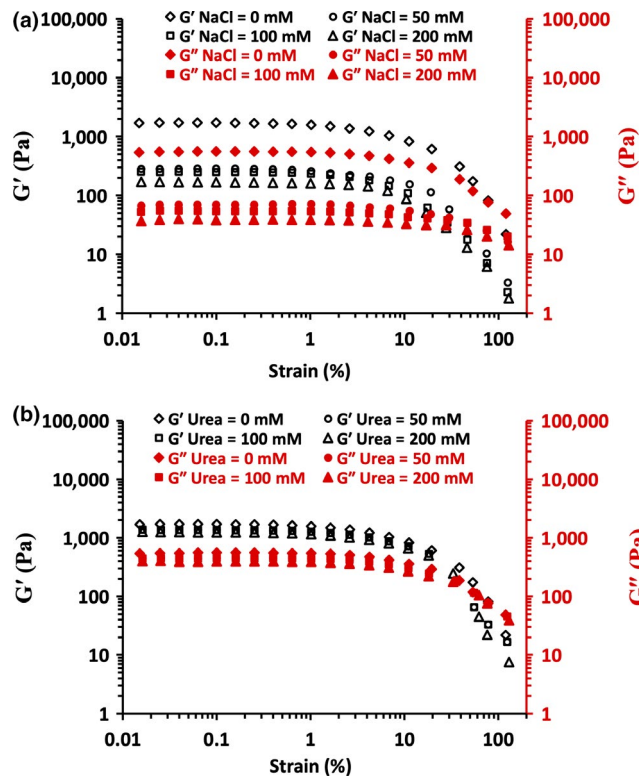 (a)
G′ NaCl = 0 mM G′ NaCl = 50 mM
G′ NaCl = 100 mM G′ NaCl = 200 mM
G″ NaCl = 0 mM G″ NaCl = 50 mM
G″ NaCl = 100 mM G″ NaCl = 200 mM
100,000 100,000
10,000 10,000
1,000 1,000
100 100
10 10
1 1
G′ (Pa)
G″ (Pa)
0.01 0.1 1 10 100
Strain (%)
(b)
G′ Urea = 0 mM G′ Urea = 50 mM
G′ Urea = 100 mM G′ Urea = 200 mM
G″ Urea = 0 mM G″ Urea = 50 mM
G″ Urea = 100 mM G″ Urea = 200 mM
100,000 100,000
10,000 10,000
1,000 1,000
100 100
10 10
1 1
G′ (Pa)
G″ (Pa)
0.01 0.1 1 10 100
Strain (%)